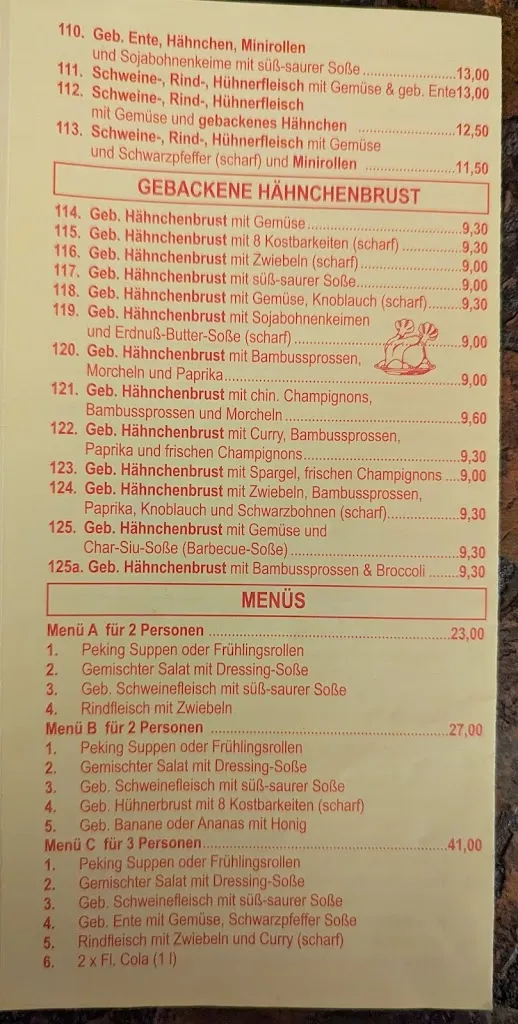 110. Geb. Ente, Hähnchen, Minirollen
und Sojabohnenkeime mit süß-saurer Soße ........................13,00
111. Schweine-, Rind-, Hühnerfleisch mit Gemüse & geb. Ente13,00
112. Schweine-, Rind-, Hühnerfleisch
mit Gemüse und gebackenes Hähnchen ........................12,50
113. Schweine-, Rind-, Hühnerfleisch mit Gemüse
und Schwarzpfeffer (scharf) und Minirollen ........................11,50
GEBACKENE HÄHNCHENBRUST
114. Geb. Hähnchenbrust mit Gemüse........................9,30
115. Geb. Hähnchenbrust mit 8 Kostbarkeiten (scharf) ...............9,30
116. Geb. Hähnchenbrust mit Zwiebeln (scharf)........................9,00
117. Geb. Hähnchenbrust mit süß-saurer Soße........................9,00
118. Geb. Hähnchenbrust mit Gemüse, Knoblauch (scharf)........9,30
119. Geb. Hähnchenbrust mit Sojabohnenkeimen
und Erdnuß-Butter-Soße (scharf)........................9,00
120. Geb. Hähnchenbrust mit Bambussprossen,
Morcheln und Paprika........................9,00
121. Geb. Hähnchenbrust mit chin. Champignons,
Bambussprossen und Morcheln........................9,60
122. Geb. Hähnchenbrust mit Curry, Bambussprossen,
Paprika und frischen Champignons........................9,30
123. Geb. Hähnchenbrust mit Spargel, frischen Champignons ....9,00
124. Geb. Hähnchenbrust mit Zwiebeln, Bambussprossen,
Paprika, Knoblauch und Schwarzbohnen (scharf)..................9,30
125. Geb. Hähnchenbrust mit Gemüse und
Char-Siu-Soße (Barbecue-Soße)........................9,30
125a. Geb. Hähnchenbrust mit Bambussprossen & Broccoli ........9,30
MENÜS
Menü A für 2 Personen ........................23,00
1. Peking Suppen oder Frühlingsrollen
2. Gemischter Salat mit Dressing-Soße
3. Geb. Schweinefleisch mit süß-saurer Soße
4. Rindfleisch mit Zwiebeln
Menü B für 2 Personen ........................27,00
1. Peking Suppen oder Frühlingsrollen
2. Gemischter Salat mit Dressing-Soße
3. Geb. Schweinefleisch mit süß-saurer Soße
4. Geb. Hühnerbrust mit 8 Kostbarkeiten (scharf)
5. Geb. Banane oder Ananas mit Honig
Menü C für 3 Personen........................41,00
1. Peking Suppen oder Frühlingsrollen
2. Gemischter Salat mit Dressing-Soße
3. Geb. Schweinefleisch mit süß-saurer Soße
4. Geb. Ente mit Gemüse, Schwarzpfeffer Soße
5. Rindfleisch mit Zwiebeln und Curry (scharf)
6. 2 x Fl. Cola (1 l)